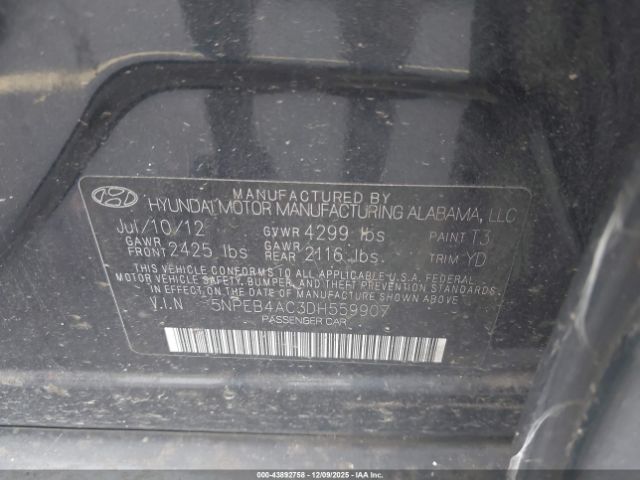 MANUFACTURED BY
HYUNDAI MOTOR MANUFACTURING ALABAMA, LLC
Jul/10/12 GVWR 4299 lbs PAINT T3
GAWR FRONT 2425 lbs GAWR REAR 2116 lbs. TRIM YD
THIS VEHICLE CONFORMS TO ALL APPLICABLE U.S.A. FEDERAL
MOTOR VEHICLE SAFETY, BUMPER, AND THEFT PREVENTION STANDARDS
IN EFFECT ON THE DATE OF MANUFACTURE SHOWN ABOVE.
V.I.N 5NPEB4AC3DH559907
PASSENGER CAR
000-43892758 - 12/09/2025 - IAAI.COM